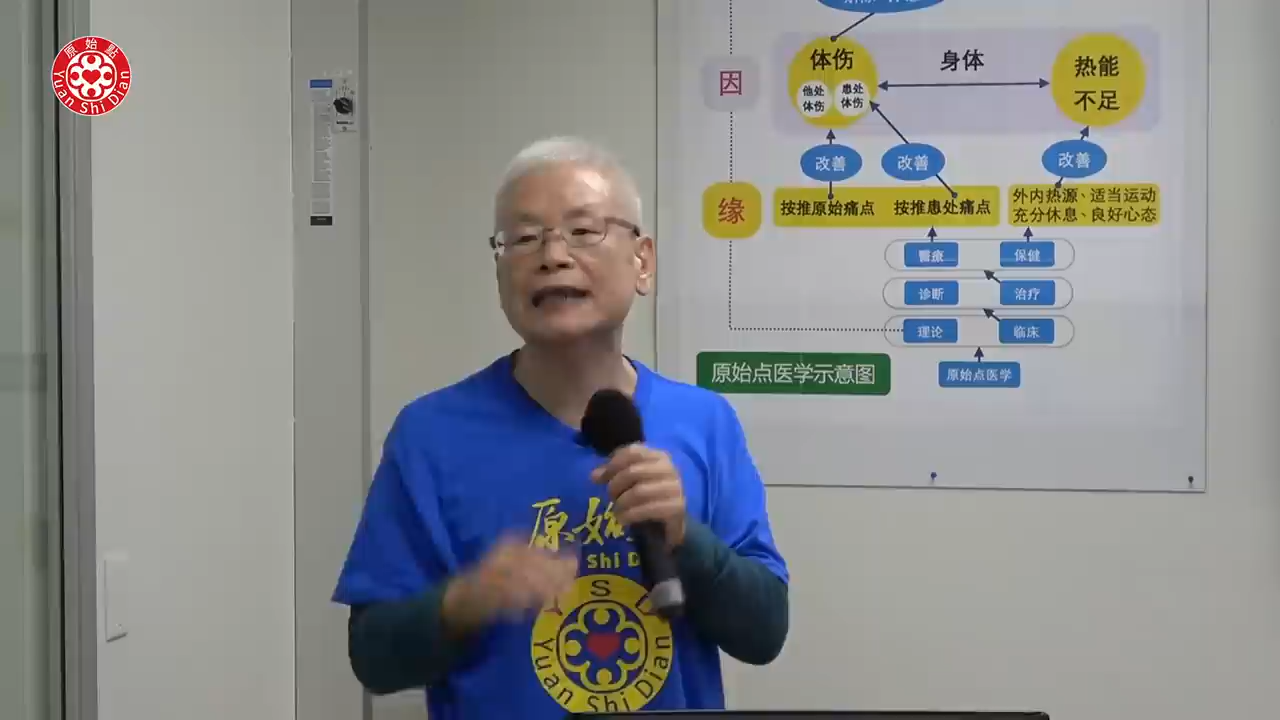 原始點
Yuan Shi Dian
因
体伤
身体
热能
不足
他处
体伤
患处
体伤
改善
改善
改善
缘
按推原始痛点
按推患处痛点
外内热源、适当运动
充分休息、良好心态
醫療
保健
诊断
治疗
理论
临床
原始点医学示意图
原始点医学
原始
Shi D
Y S D
Yuan Shi Dian